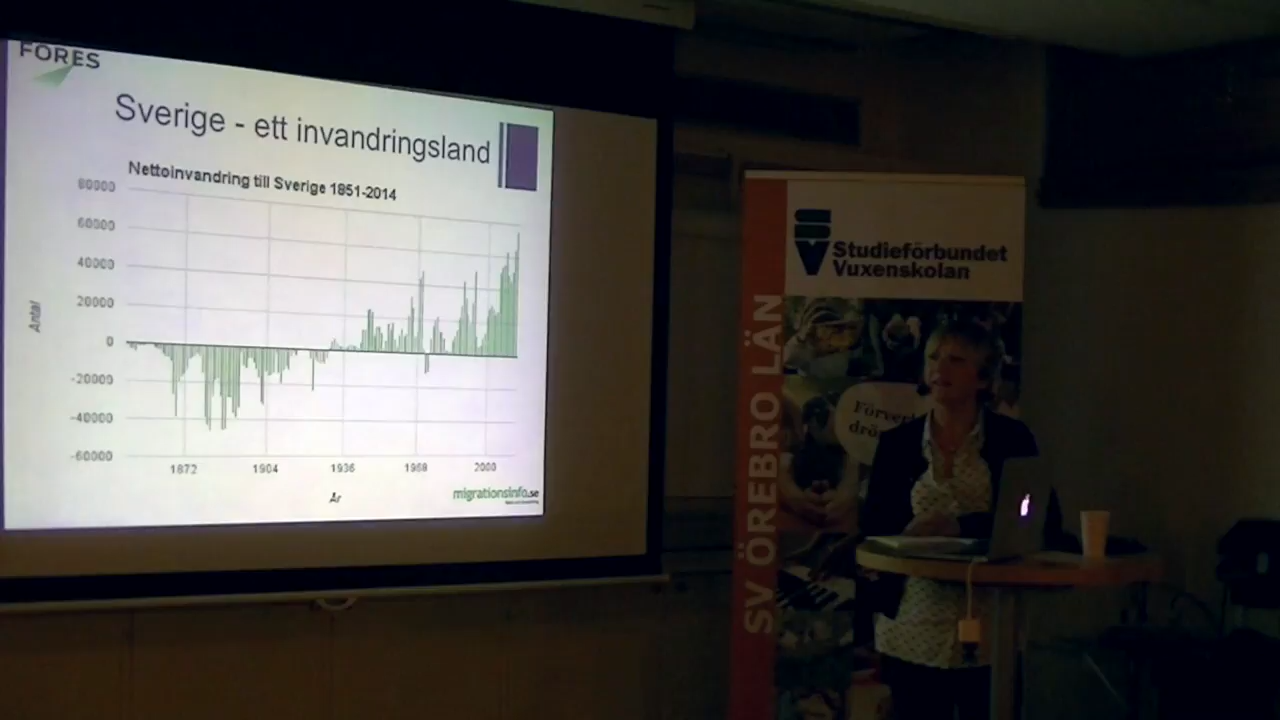 FORES
Sverige - ett invandringsland
Nettoinvandring till Sverige 1851-2014
80000
60000
40000
20000
0
-20000
-40000
-60000
Antal
1872
1904
1936
1968
2000
År
migrationsinfo.se
Studieförbundet
Vuxenskolan
SV ÖREBRO LÄN